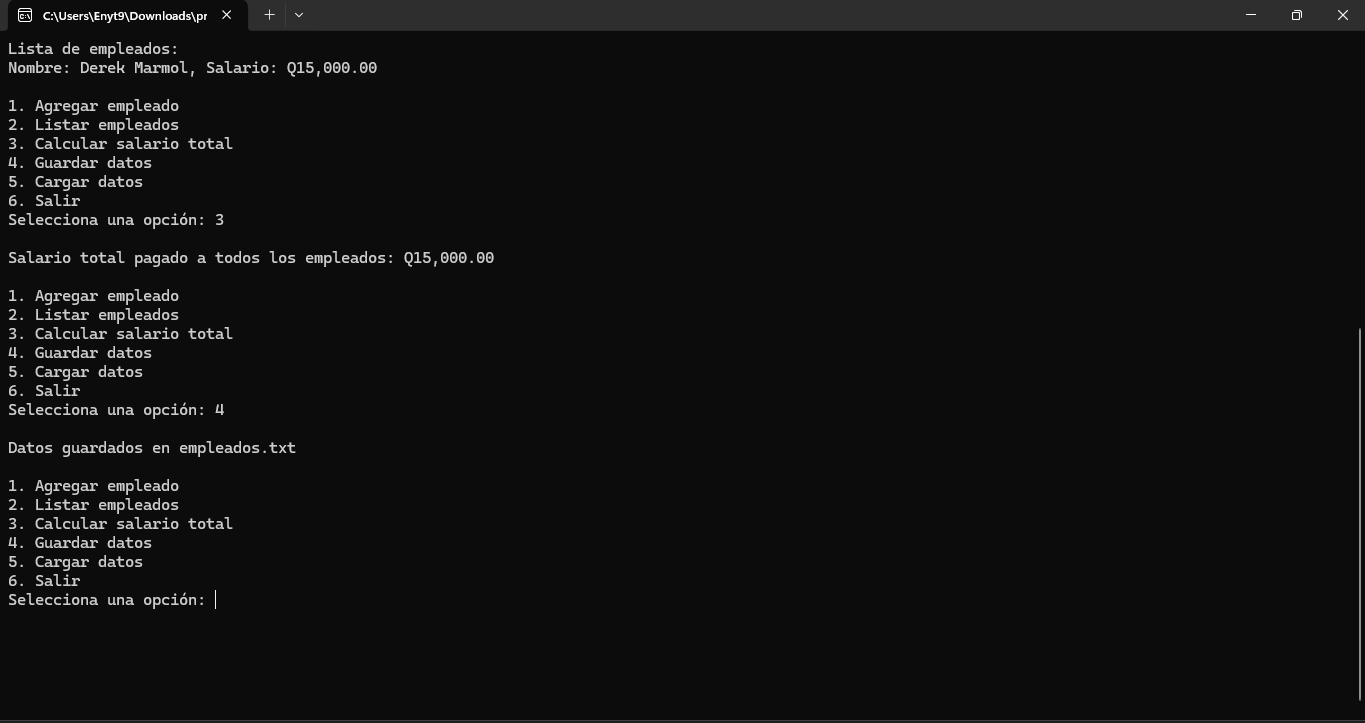 C:\Users\Enyt9\Downloads\pr
Lista de empleados:
Nombre: Derek Marmol, Salario: Q15,000.00
1. Agregar empleado
2. Listar empleados
3. Calcular salario total
4. Guardar datos
5. Cargar datos
6. Salir
Selecciona una opción: 3
Salario total pagado a todos los empleados: Q15,000.00
1. Agregar empleado
2. Listar empleados
3. Calcular salario total
4. Guardar datos
5. Cargar datos
6. Salir
Selecciona una opción: 4
Datos guardados en empleados.txt
1. Agregar empleado
2. Listar empleados
3. Calcular salario total
4. Guardar datos
5. Cargar datos
6. Salir
Selecciona una opción: